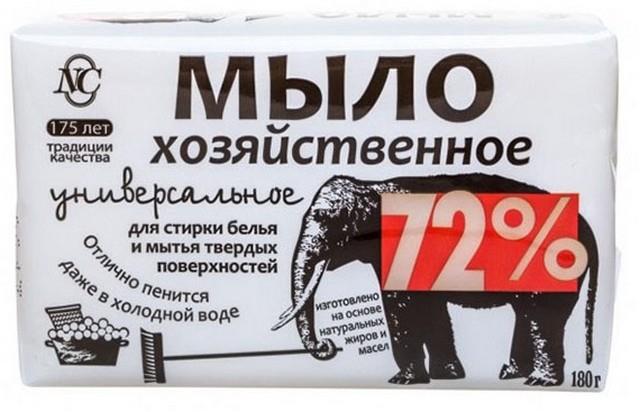 НС
МЫЛО
175 лет
традиции
качества
хозяйственное
универсальное
для стирки белья
и мытья твердых
поверхностей
72%
Отлично пенится
даже в холодной воде
изготовлено
на основе
натуральных
жиров и
масел
180г